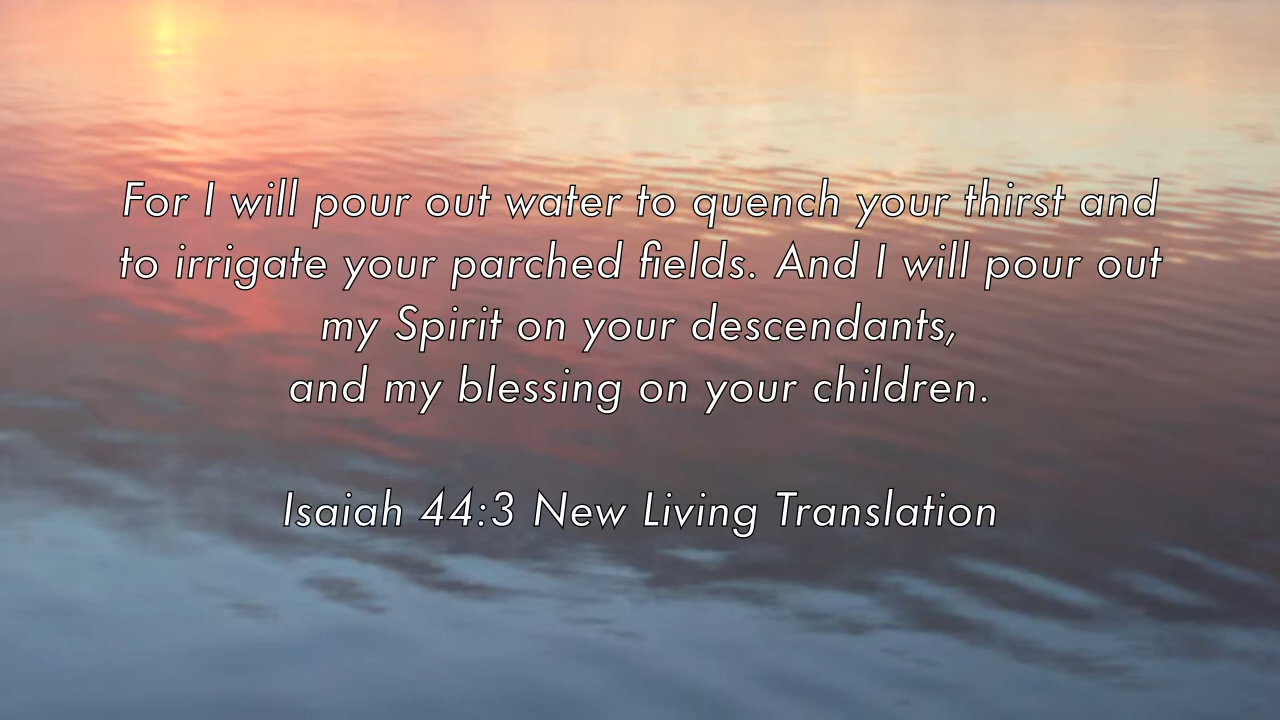 For I will pour out water to quench your thirst and
to irrigate your parched fields. And I will pour out
my Spirit on your descendants,
and my blessing on your children.
Isaiah 44:3 New Living Translation